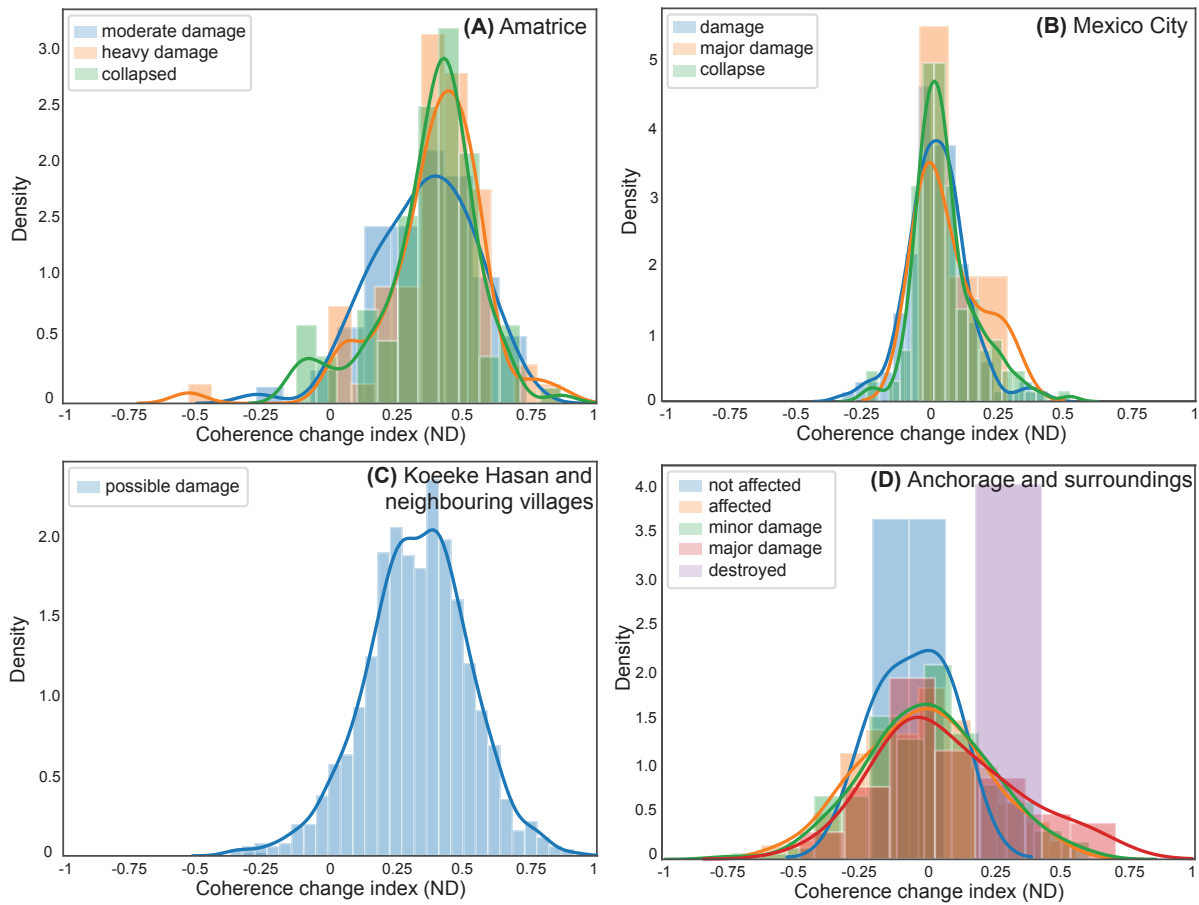 (A) Amatrice
moderate damage
heavy damage
collapsed
3.0
2.5
2.0
2.5
1.0
0.5
0
Density
-1 -0.75 -0.5 -0.25 0 0.25 0.5 0.75 1
Coherence change index (ND)
(B) Mexico City
damage
major damage
collapse
5
4
3
2
1
0
Density
-1 -0.75 -0.5 -0.25 0 0.25 0.5 0.75 1
Coherence change index (ND)
(C) Koeeke Hasan and
neighbouring villages
possible damage
2.0
1.5
1.0
0.5
0
Density
-1 -0.75 -0.5 -0.25 0 0.25 0.5 0.75 1
Coherence change index (ND)
(D) Anchorage and surroundings
not affected
affected
minor damage
major damage
destroyed
4.0
3.5
3.0
2.5
2.0
1.5
1.0
0.5
0
Density
-1 -0.75 -0.5 -0.25 0 0.25 0.5 0.75 1
Coherence change index (ND)